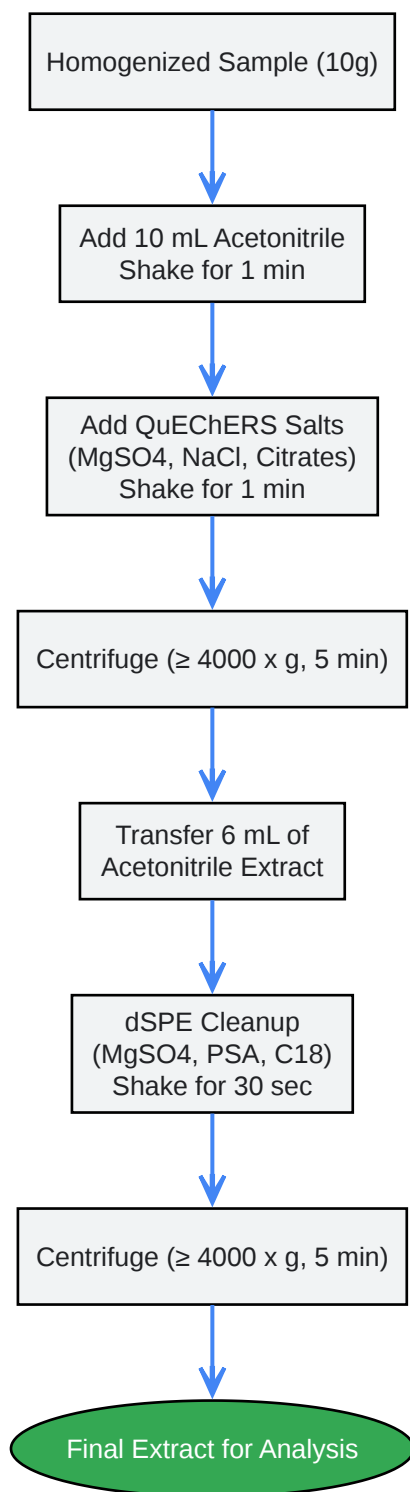 Homogenized Sample (10g)
Add 10 mL Acetonitrile
Shake for 1 min
Add QuEChERS Salts
(MgSO4, NaCl, Citrates)
Shake for 1 min
Centrifuge (≥ 4000 x g, 5 min)
Transfer 6 mL of
Acetonitrile Extract
dSPE Cleanup
(MgSO4, PSA, C18)
Shake for 30 sec
Centrifuge (≥ 4000 x g, 5 min)
Final Extract for Analysis